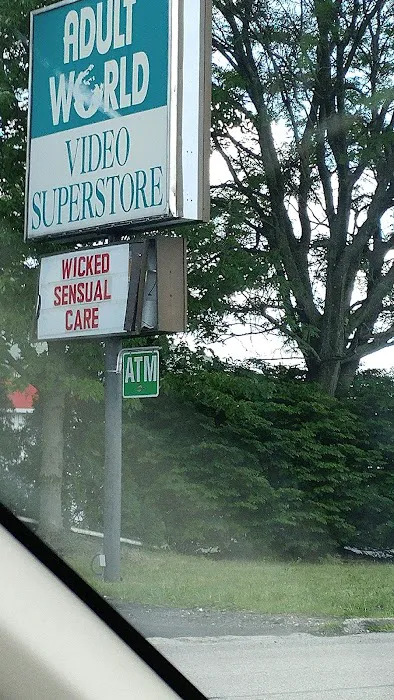 ADULT
WORLD
VIDEO
SUPERSTORE
WICKED
SENSUAL
CARE
ATM